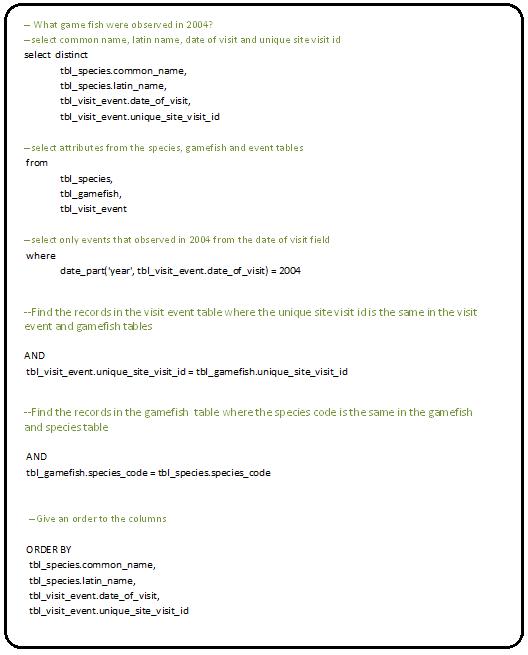 -- What game fish were observed in 2004?
--select common name, latin name, date of visit and unique site visit id
select distinct
tbl_species.common_name,
tbl_species.latin_name,
tbl_visit_event.date_of_visit,
tbl_visit_event.unique_site_visit_id
--select attributes from the species, gamefish and event tables
from
tbl_species,
tbl_gamefish,
tbl_visit_event
--select only events that observed in 2004 from the date of visit field
where
date_part('year', tbl_visit_event.date_of_visit) = 2004
--Find the records in the visit event table where the unique site visit id is the same in the visit
event and gamefish tables
AND
tbl_visit_event.unique_site_visit_id = tbl_gamefish.unique_site_visit_id
--Find the records in the gamefish table where the species code is the same in the gamefish
and species table
AND
tbl_gamefish.species_code = tbl_species.species_code
--Give an order to the columns
ORDER BY
tbl_species.common_name,
tbl_species.latin_name,
tbl_visit_event.date_of_visit,
tbl_visit_event.unique_site_visit_id